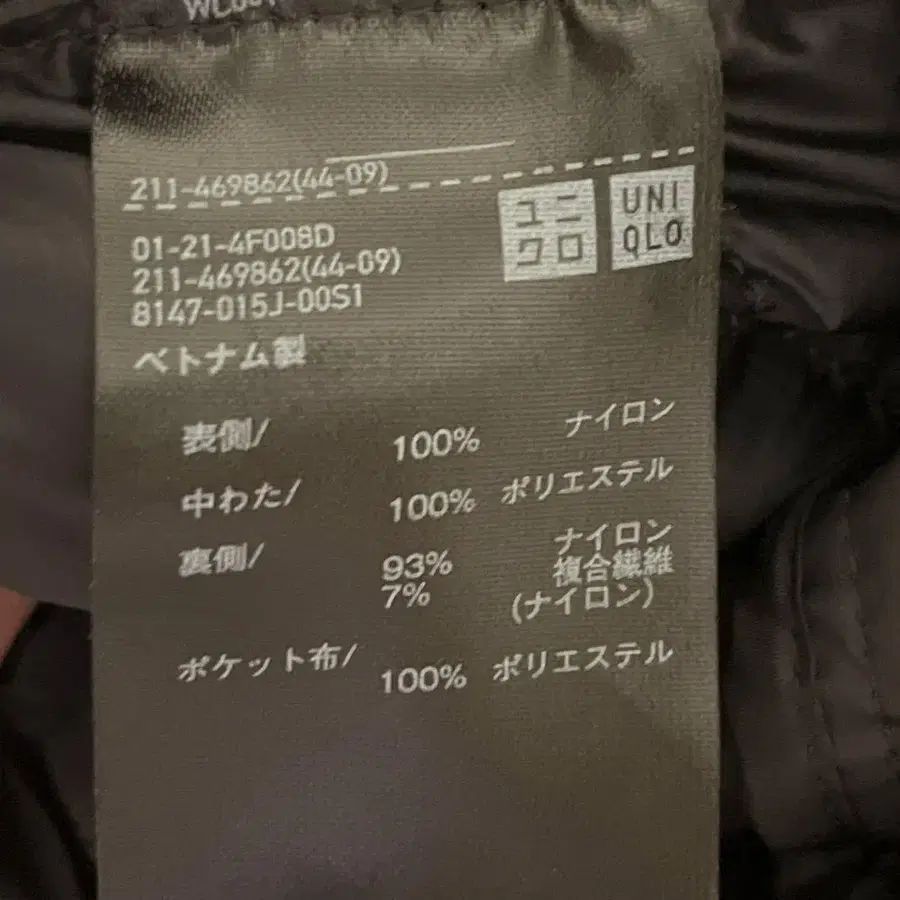 211-469862(44-09)
ユニ
クロ
UNI
QLO
01-21-4F008D
211-469862(44-09)
8147-015J-00S1
ベトナム製
表側/ 100% ナイロン
中わた/ 100% ポリエステル
裏側/ 93% ナイロン
7% 複合繊維
(ナイロン)
ポケット布/ 100% ポリエステル